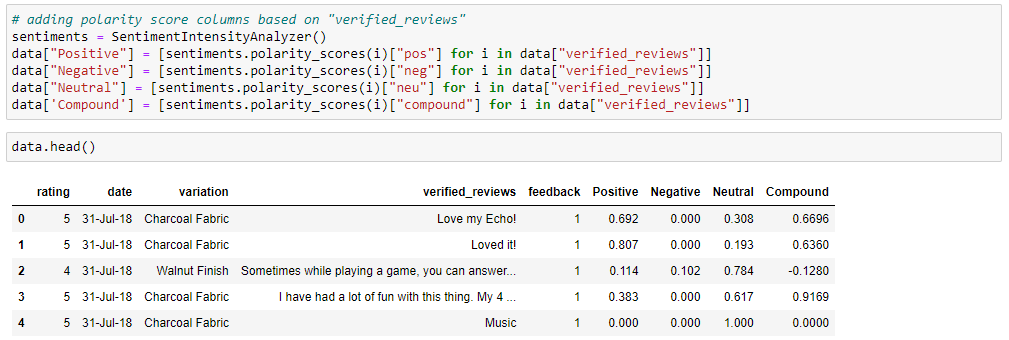 # adding polarity score columns based on "verified_reviews"
sentiments = SentimentIntensityAnalyzer()
data["Positive"] = [sentiments.polarity_scores(i)["pos"] for i in data["verified_reviews"]]
data["Negative"] = [sentiments.polarity_scores(i)["neg"] for i in data["verified_reviews"]]
data["Neutral"] = [sentiments.polarity_scores(i)["neu"] for i in data["verified_reviews"]]
data['Compound'] = [sentiments.polarity_scores(i)["compound"] for i in data["verified_reviews"]]
data.head()
rating date variation verified_reviews feedback Positive Negative Neutral Compound
0 5 31-Jul-18 Charcoal Fabric Love my Echo! 1 0.692 0.000 0.308 0.6696
1 5 31-Jul-18 Charcoal Fabric Loved it! 1 0.807 0.000 0.193 0.6360
2 4 31-Jul-18 Walnut Finish Sometimes while playing a game, you can answer... 1 0.114 0.102 0.784 -0.1280
3 5 31-Jul-18 Charcoal Fabric I have had a lot of fun with this thing. My 4 ... 1 0.383 0.000 0.617 0.9169
4 5 31-Jul-18 Charcoal Fabric Music 1 0.000 0.000 1.000 0.0000